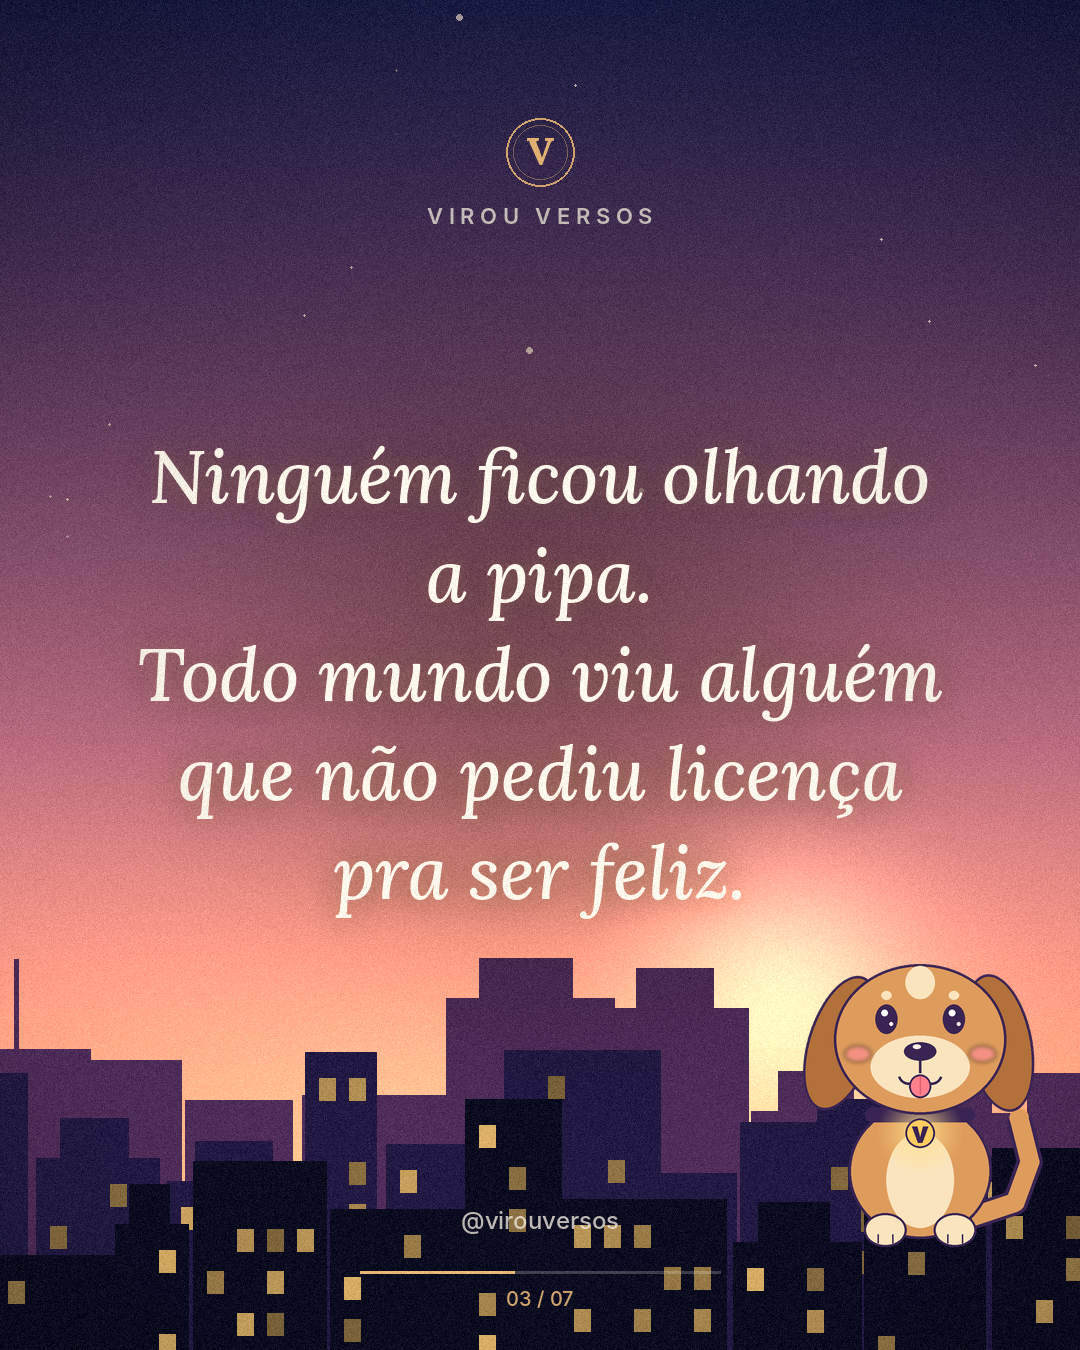 V
VIROU VERSOS
Ninguém ficou olhando
a pipa.
Todo mundo viu alguém
que não pediu licença
pra ser feliz.
V
@virouversos
03 / 07